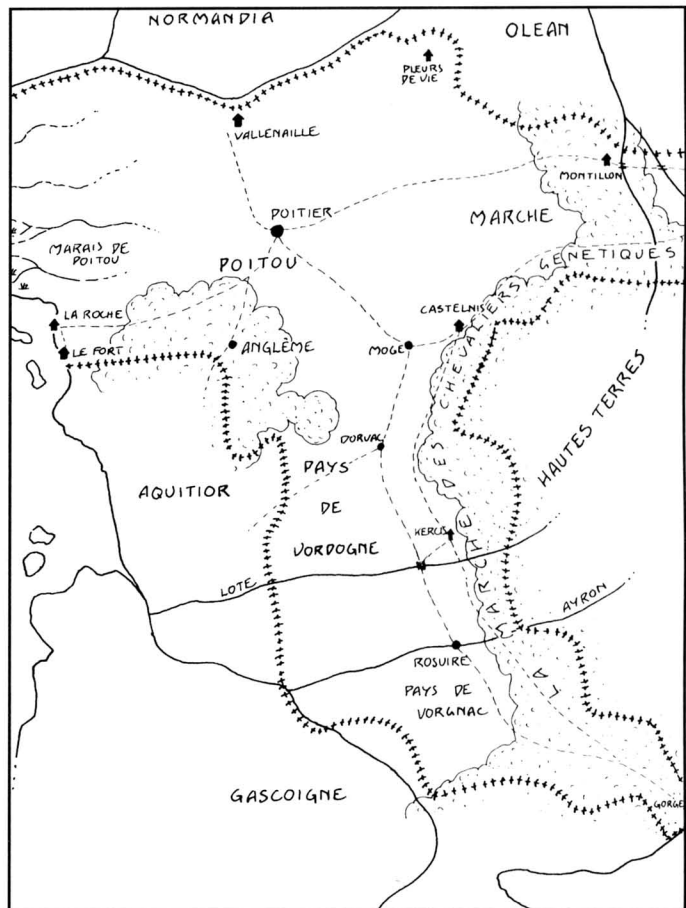 NORMANDIA
OLEAN
PLEURS
DE VIE
VALLENAILLE
MONTILLON
POITIER
MARCHE
MARAIS DE
POITOU
POITOU
LA MARCHE DES CHEVALIERS GENETIQUES
LA ROCHE
CASTELNIS
LE FORT
ANGLÈME
MOGE
HAUTES TERRES
DORVAC
PAYS
DE
VORDOGNE
AQUITIOR
KERLIS
LOTE
AYRON
ROSUIRE
PAYS DE
VORGNAC
GASCOIGNE
GORGE